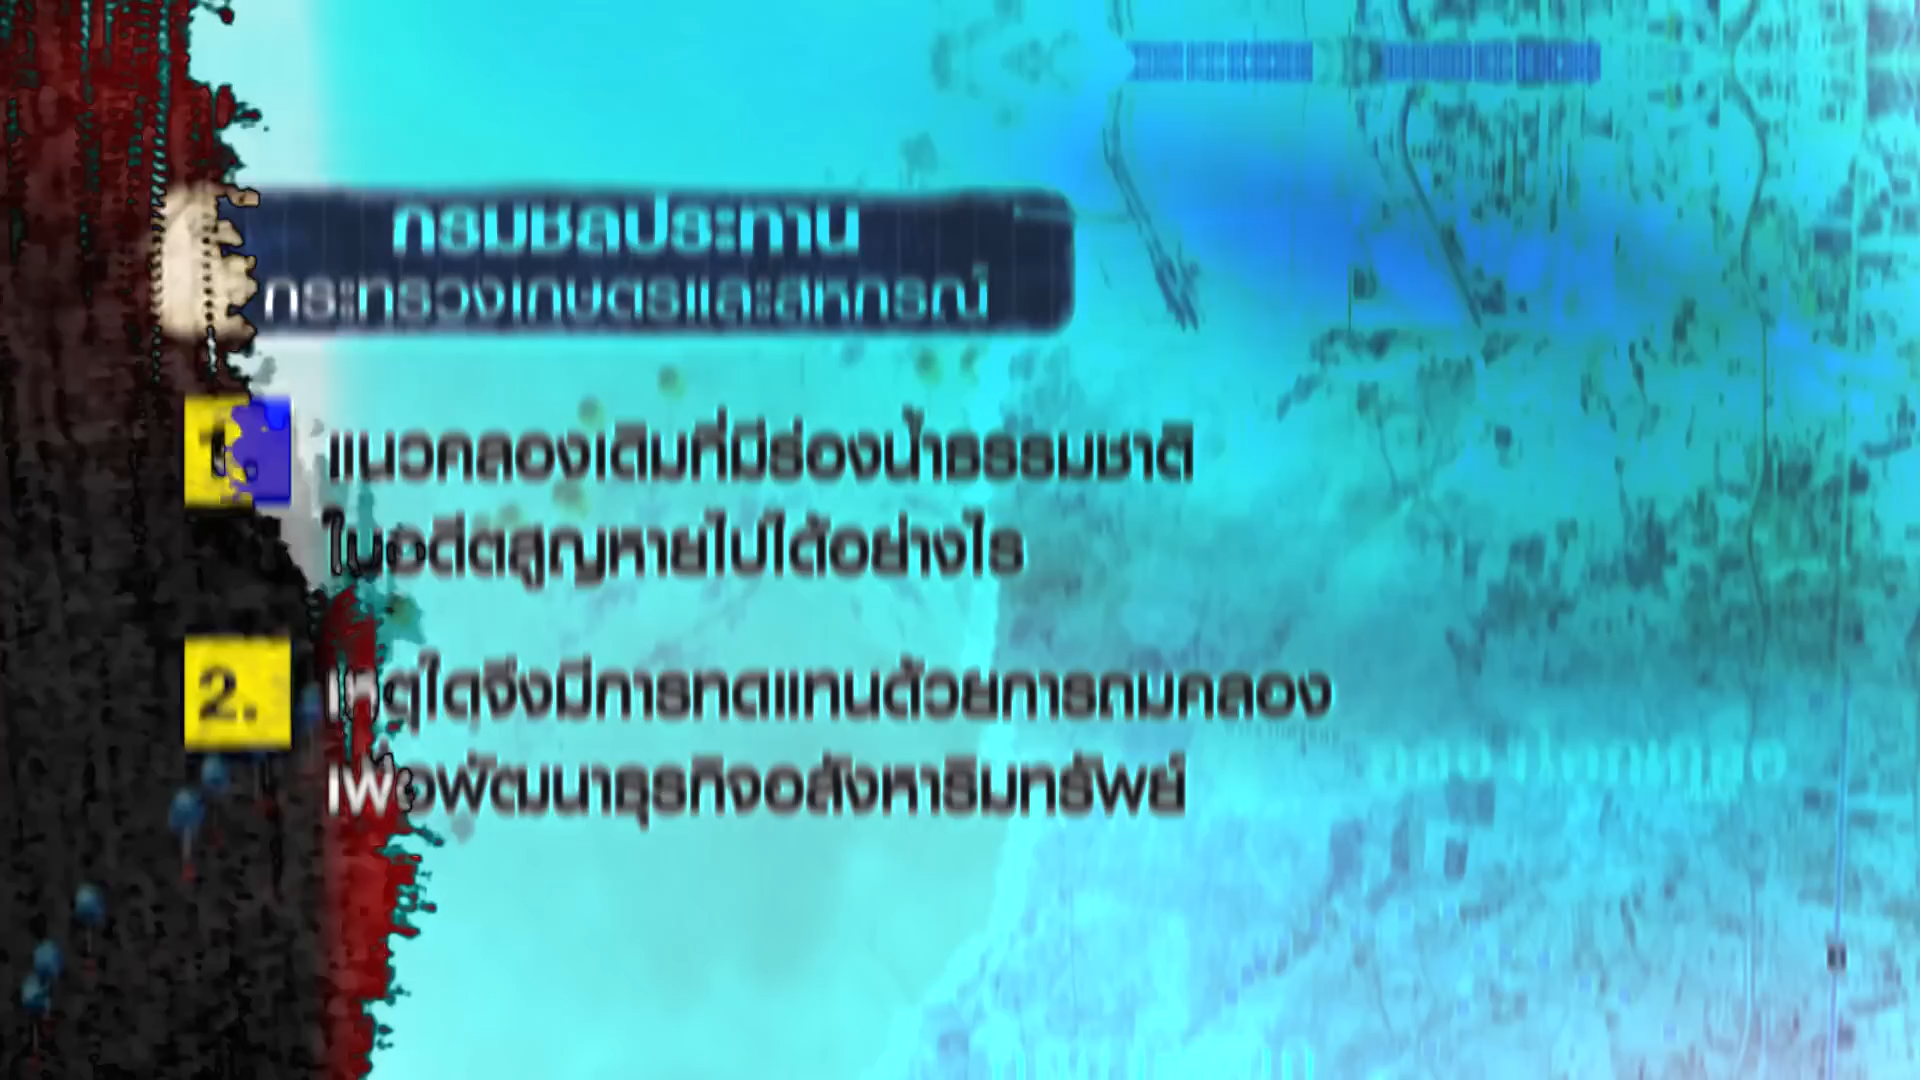 กรมชลประทาน
กระทรวงเกษตรและสหกรณ์
1.
แนวคลองเดิมที่มีร่องน้ำธรรมชาติ
ในอดีตสูญหายไปได้อย่างไร
2.
เหตุใดจึงมีการทดแทนด้วยการถมคลอง
เพื่อพัฒนาธุรกิจอสังหาริมทรัพย์